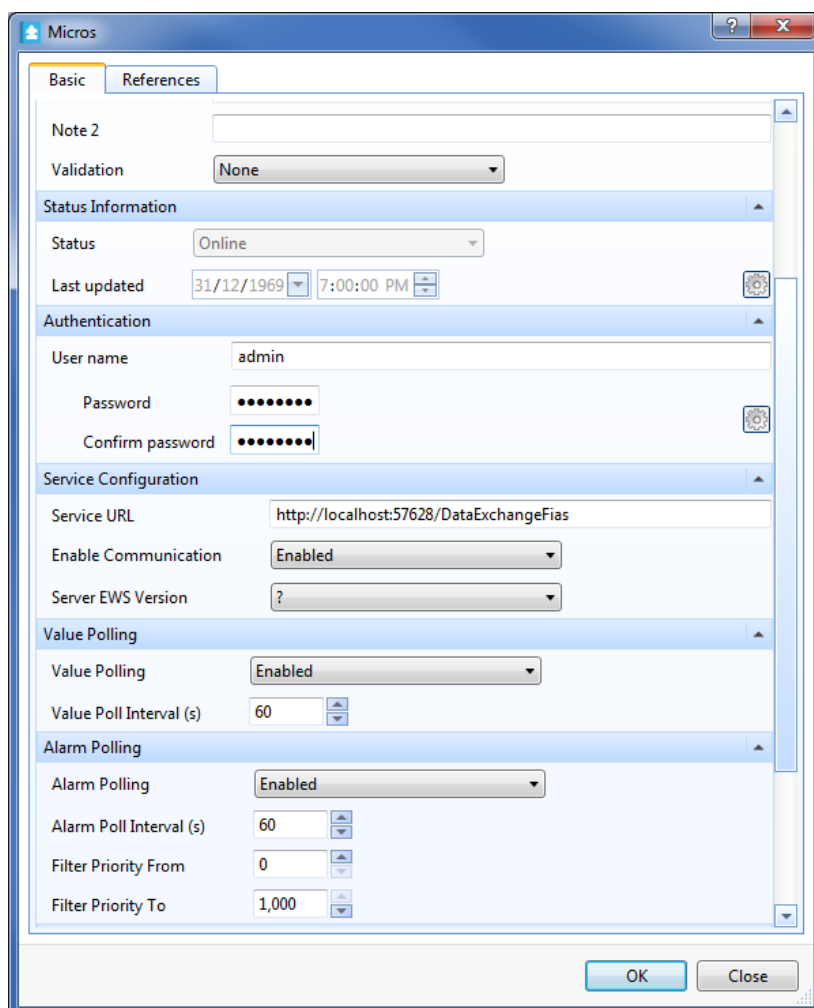 Micros
Basic References
Note 2
Validation None
Status Information
Status Online
Last updated 31/12/1969 7:00:00 PM
Authentication
User name admin
Password ••••••••
Confirm password ••••••••
Service Configuration
Service URL http://localhost:57628/DataExchangeFias
Enable Communication Enabled
Server EWS Version ?
Value Polling
Value Polling Enabled
Value Poll Interval (s) 60
Alarm Polling
Alarm Polling Enabled
Alarm Poll Interval (s) 60
Filter Priority From 0
Filter Priority To 1,000
OK Close